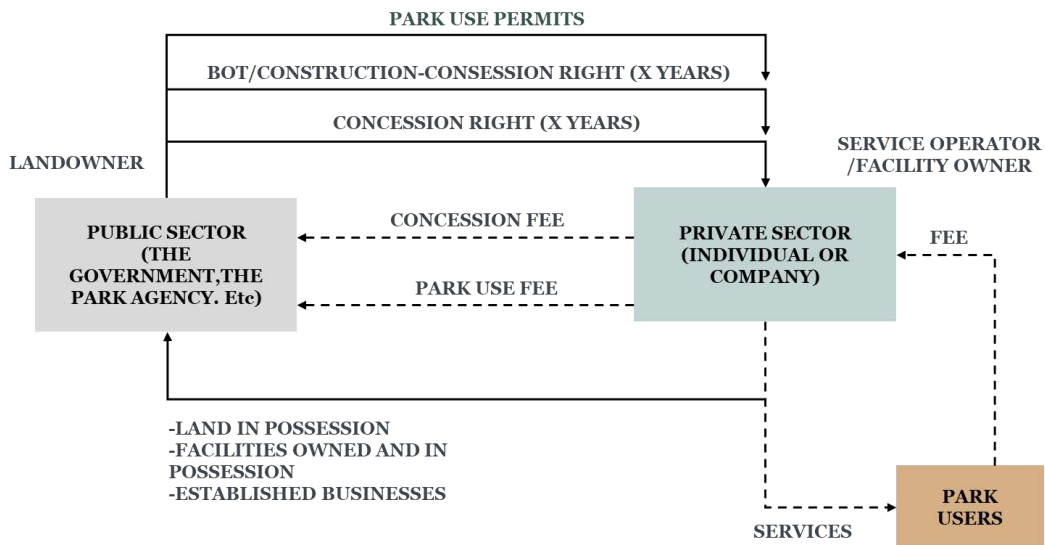 PARK USE PERMITS
BOT/CONSTRUCTION-CONSESSION RIGHT (X YEARS)
CONCESSION RIGHT (X YEARS)
LANDOWNER
SERVICE OPERATOR
/FACILITY OWNER
PUBLIC SECTOR
(THE
GOVERNMENT,THE
PARK AGENCY. Etc)
CONCESSION FEE
PARK USE FEE
PRIVATE SECTOR
(INDIVIDUAL OR
COMPANY)
FEE
-LAND IN POSSESSION
-FACILITIES OWNED AND IN
POSSESSION
-ESTABLISHED BUSINESSES
SERVICES
PARK
USERS